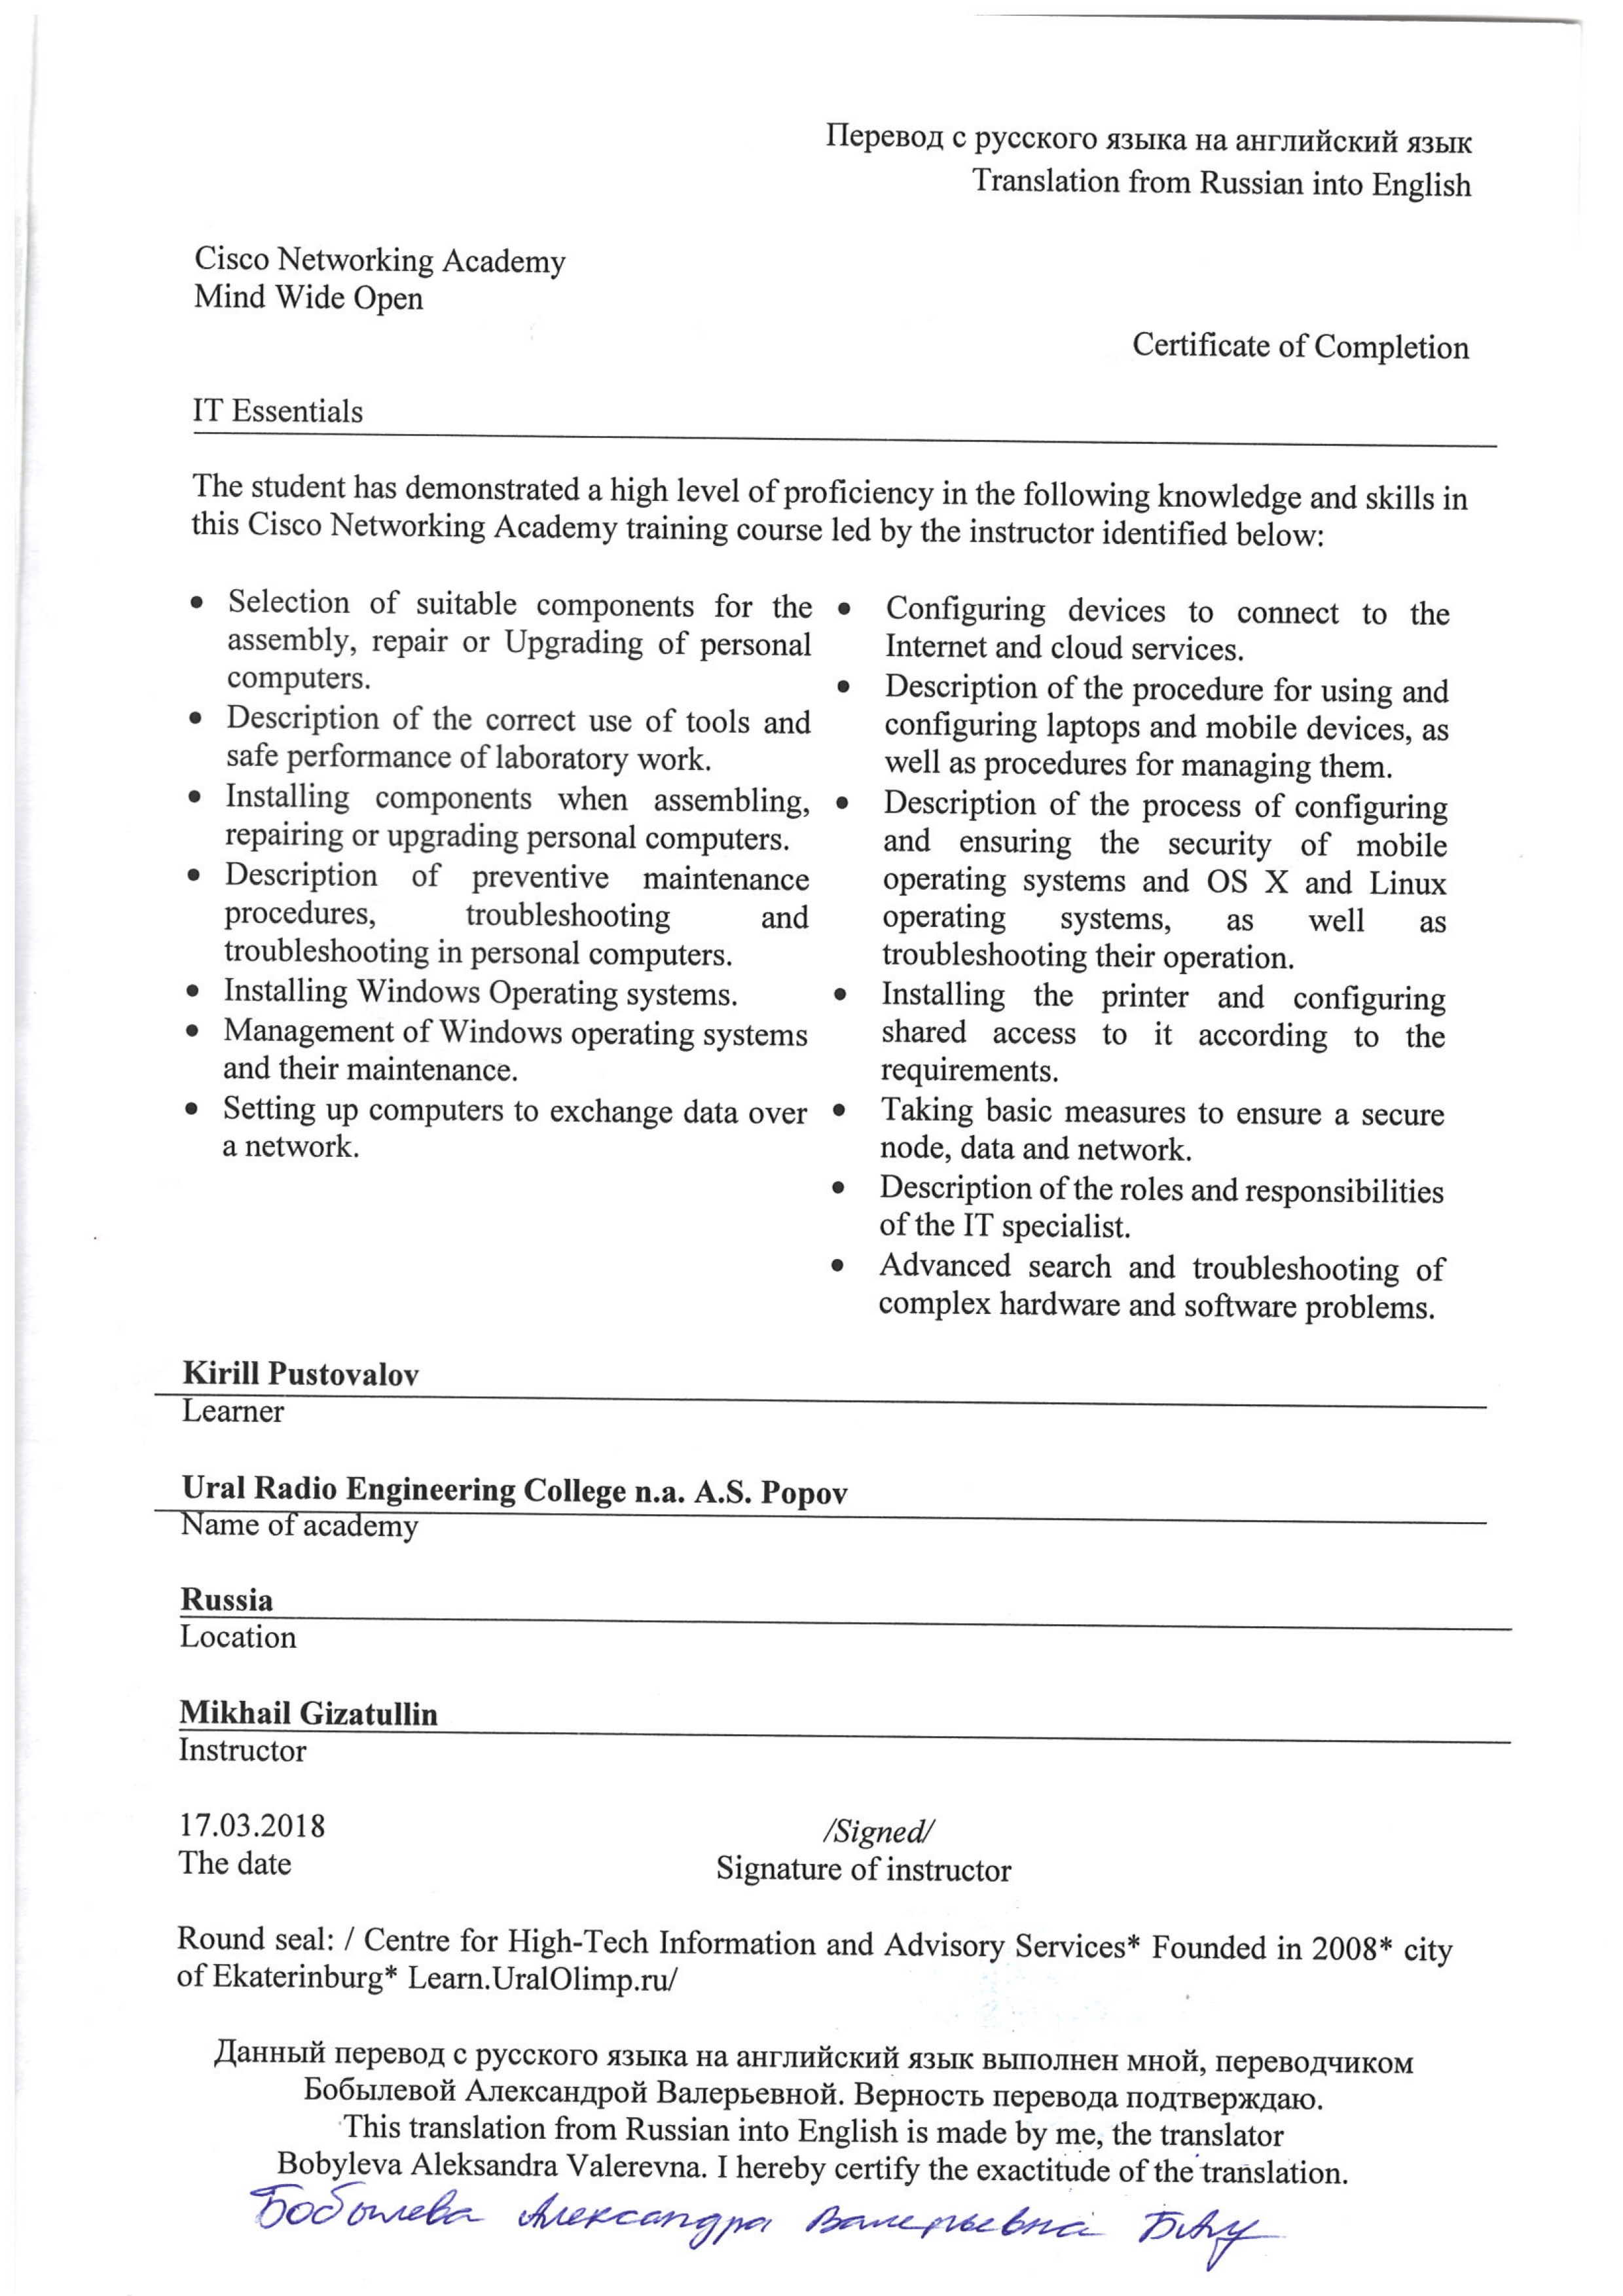 Перевод с русского языка на английский язык
Translation from Russian into English
Cisco Networking Academy
Mind Wide Open
Certificate of Completion
IT Essentials
The student has demonstrated a high level of proficiency in the following knowledge and skills in
this Cisco Networking Academy training course led by the instructor identified below:
• Selection of suitable components for the
assembly, repair or Upgrading of personal
computers.
• Description of the correct use of tools and
safe performance of laboratory work.
• Installing components when assembling,
repairing or upgrading personal computers.
• Description of preventive maintenance
procedures, troubleshooting and
troubleshooting in personal computers.
• Installing Windows Operating systems.
• Management of Windows operating systems
and their maintenance.
• Setting up computers to exchange data over
a network.
• Configuring devices to connect to the
Internet and cloud services.
• Description of the procedure for using and
configuring laptops and mobile devices, as
well as procedures for managing them.
• Description of the process of configuring
and ensuring the security of mobile
operating systems and OS X and Linux
operating systems, as well as
troubleshooting their operation.
• Installing the printer and configuring
shared access to it according to the
requirements.
• Taking basic measures to ensure a secure
node, data and network.
• Description of the roles and responsibilities
of the IT specialist.
• Advanced search and troubleshooting of
complex hardware and software problems.
Kirill Pustovalov
Learner
Ural Radio Engineering College n.a. A.S. Popov
Name of academy
Russia
Location
Mikhail Gizatullin
Instructor
17.03.2018 /Signed/
The date Signature of instructor
Round seal: / Centre for High-Tech Information and Advisory Services* Founded in 2008* city
of Ekaterinburg* Learn.UralOlimp.ru/
Данный перевод с русского языка на английский язык выполнен мной, переводчиком
Бобылевой Александрой Валерьевной. Верность перевода подтверждаю.
This translation from Russian into English is made by me, the translator
Bobyleva Aleksandra Valerevna. I hereby certify the exactitude of the translation.
Бобылева Александра Валерьевна